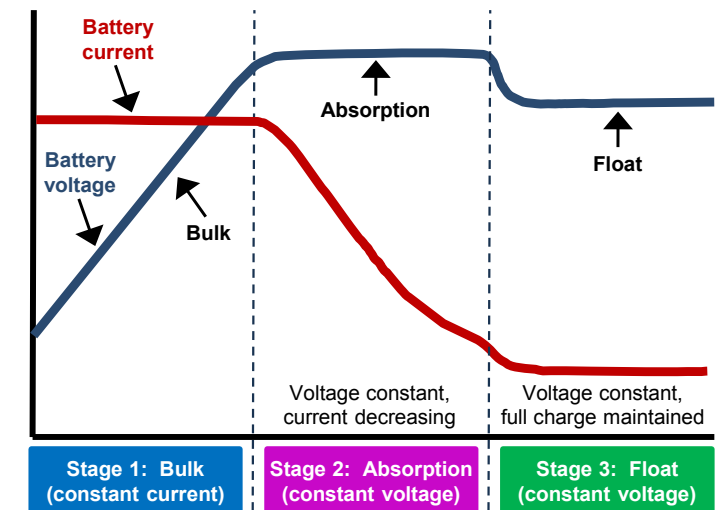 Battery
current
Absorption
Battery
voltage
Float
Bulk
Voltage constant,
current decreasing
Voltage constant,
full charge maintained
Stage 1: Bulk
(constant current)
Stage 2: Absorption
(constant voltage)
Stage 3: Float
(constant voltage)